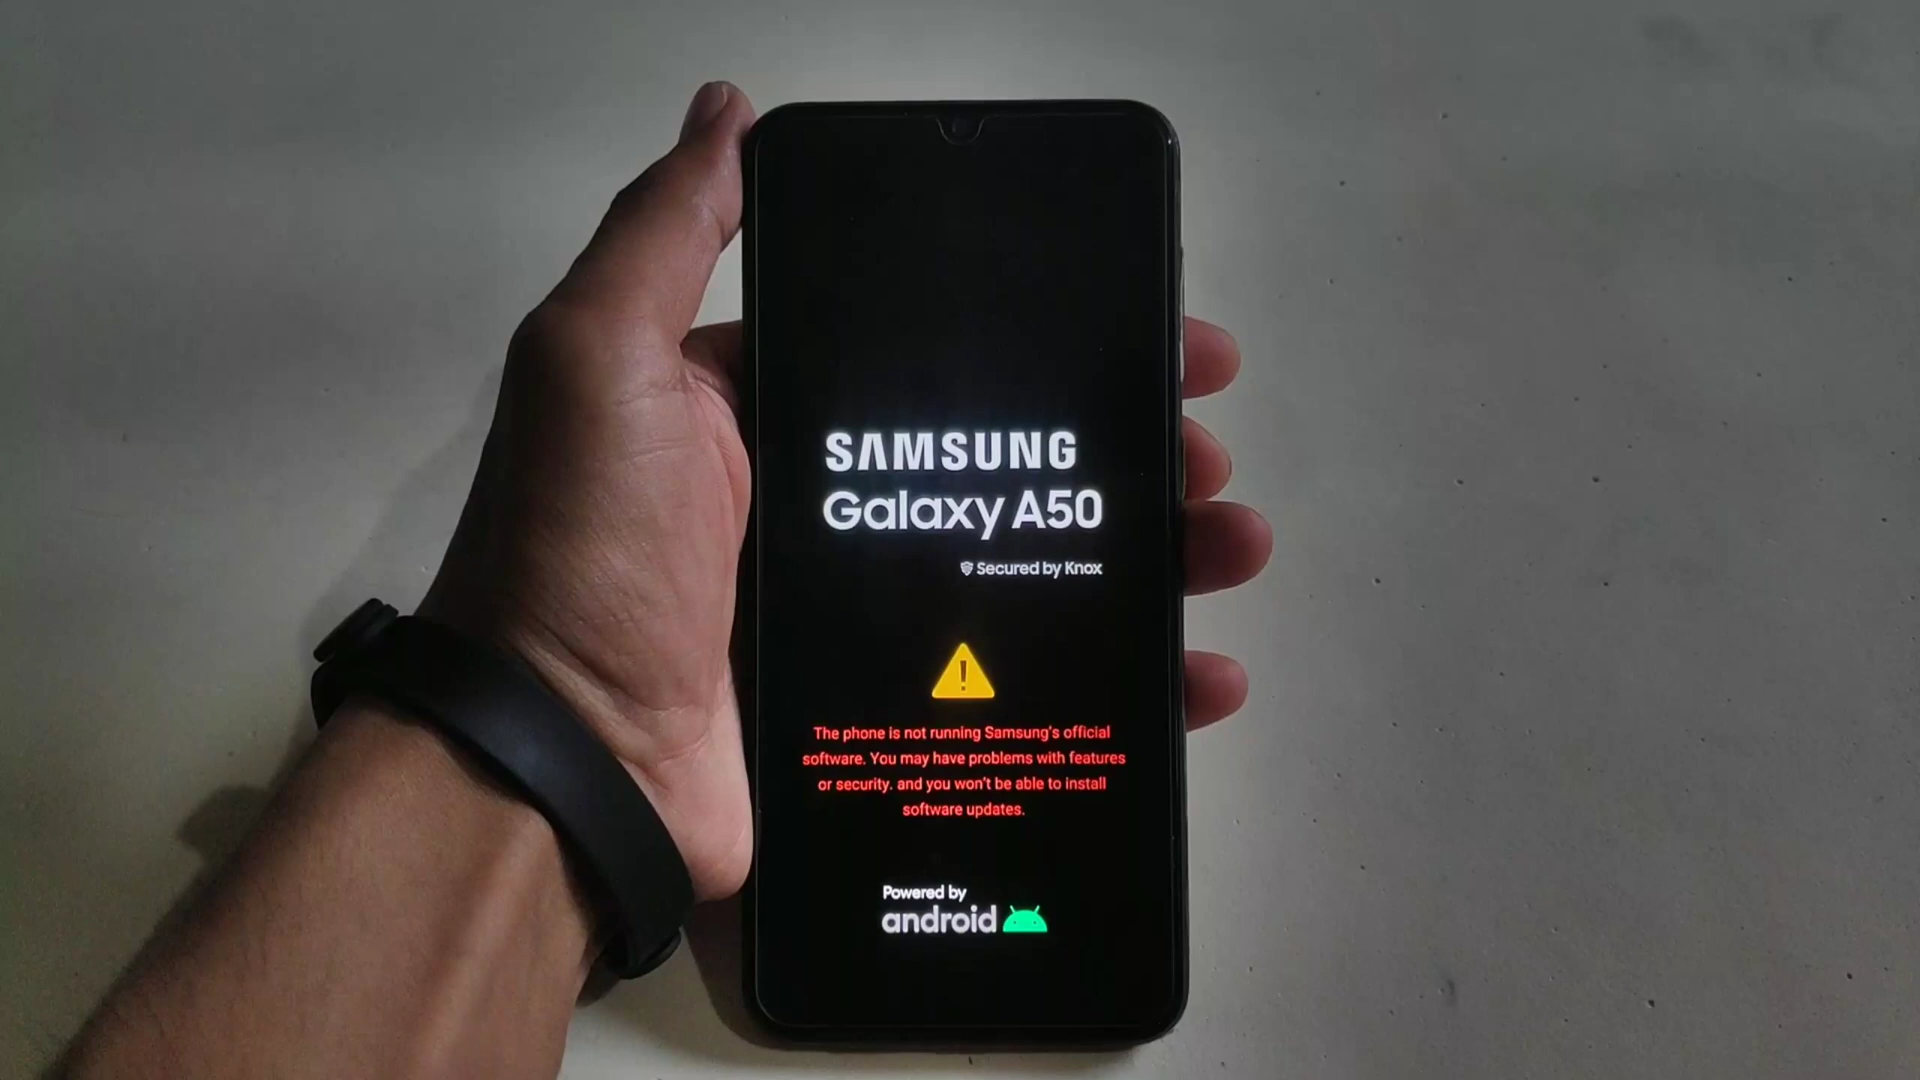 SAMSUNG
Galaxy A50
Secured by Knox
The phone is not running Samsung's official
software. You may have problems with features
or security, and you won't be able to install
software updates.
Powered by
android